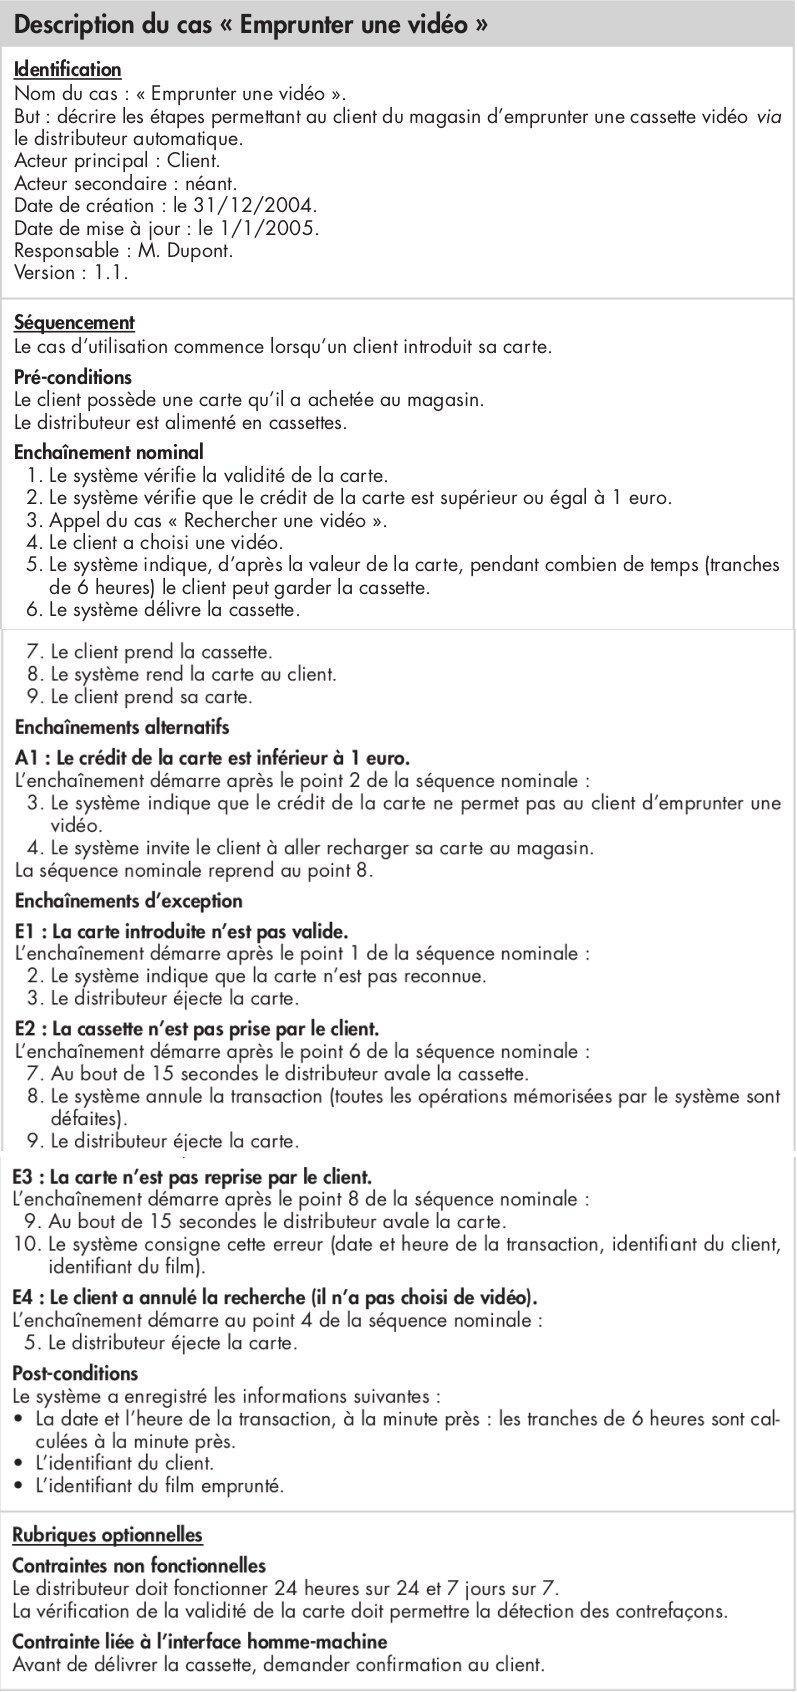 Description du cas « Emprunter une vidéo »
Identification
Nom du cas : « Emprunter une vidéo ».
But : décrire les étapes permettant au client du magasin d’emprunter une cassette vidéo via
le distributeur automatique.
Acteur principal : Client.
Acteur secondaire : néant.
Date de création : le 31/12/2004.
Date de mise à jour : le 1/1/2005.
Responsable : M. Dupont.
Version : 1.1.
Séquencement
Le cas d’utilisation commence lorsqu’un client introduit sa carte.
Pré-conditions
Le client possède une carte qu’il a achetée au magasin.
Le distributeur est alimenté en cassettes.
Enchaînement nominal
1. Le système vérifie la validité de la carte.
2. Le système vérifie que le crédit de la carte est supérieur ou égal à 1 euro.
3. Appel du cas « Rechercher une vidéo ».
4. Le client a choisi une vidéo.
5. Le système indique, d’après la valeur de la carte, pendant combien de temps (tranches
de 6 heures) le client peut garder la cassette.
6. Le système délivre la cassette.
7. Le client prend la cassette.
8. Le système rend la carte au client.
9. Le client prend sa carte.
Enchaînements alternatifs
A1 : Le crédit de la carte est inférieur à 1 euro.
L’enchaînement démarre après le point 2 de la séquence nominale :
3. Le système indique que le crédit de la carte ne permet pas au client d’emprunter une
vidéo.
4. Le système invite le client à aller recharger sa carte au magasin.
La séquence nominale reprend au point 8.
Enchaînements d’exception
E1 : La carte introduite n’est pas valide.
L’enchaînement démarre après le point 1 de la séquence nominale :
2. Le système indique que la carte n’est pas reconnue.
3. Le distributeur éjecte la carte.
E2 : La cassette n’est pas prise par le client.
L’enchaînement démarre après le point 6 de la séquence nominale :
7. Au bout de 15 secondes le distributeur avale la cassette.
8. Le système annule la transaction (toutes les opérations mémorisées par le système sont
défaites).
9. Le distributeur éjecte la carte.
E3 : La carte n’est pas reprise par le client.
L’enchaînement démarre après le point 8 de la séquence nominale :
9. Au bout de 15 secondes le distributeur avale la carte.
10. Le système consigne cette erreur (date et heure de la transaction, identifiant du client,
identifiant du film).
E4 : Le client a annulé la recherche (il n’a pas choisi de vidéo).
L’enchaînement démarre au point 4 de la séquence nominale :
5. Le distributeur éjecte la carte.
Post-conditions
Le système a enregistré les informations suivantes :
• La date et l’heure de la transaction, à la minute près : les tranches de 6 heures sont cal-
culées à la minute près.
• L’identifiant du client.
• L’identifiant du film emprunté.
Rubriques optionnelles
Contraintes non fonctionnelles
Le distributeur doit fonctionner 24 heures sur 24 et 7 jours sur 7.
La vérification de la validité de la carte doit permettre la détection des contrefaçons.
Contrainte liée à l’interface homme-machine
Avant de délivrer la cassette, demander confirmation au client.